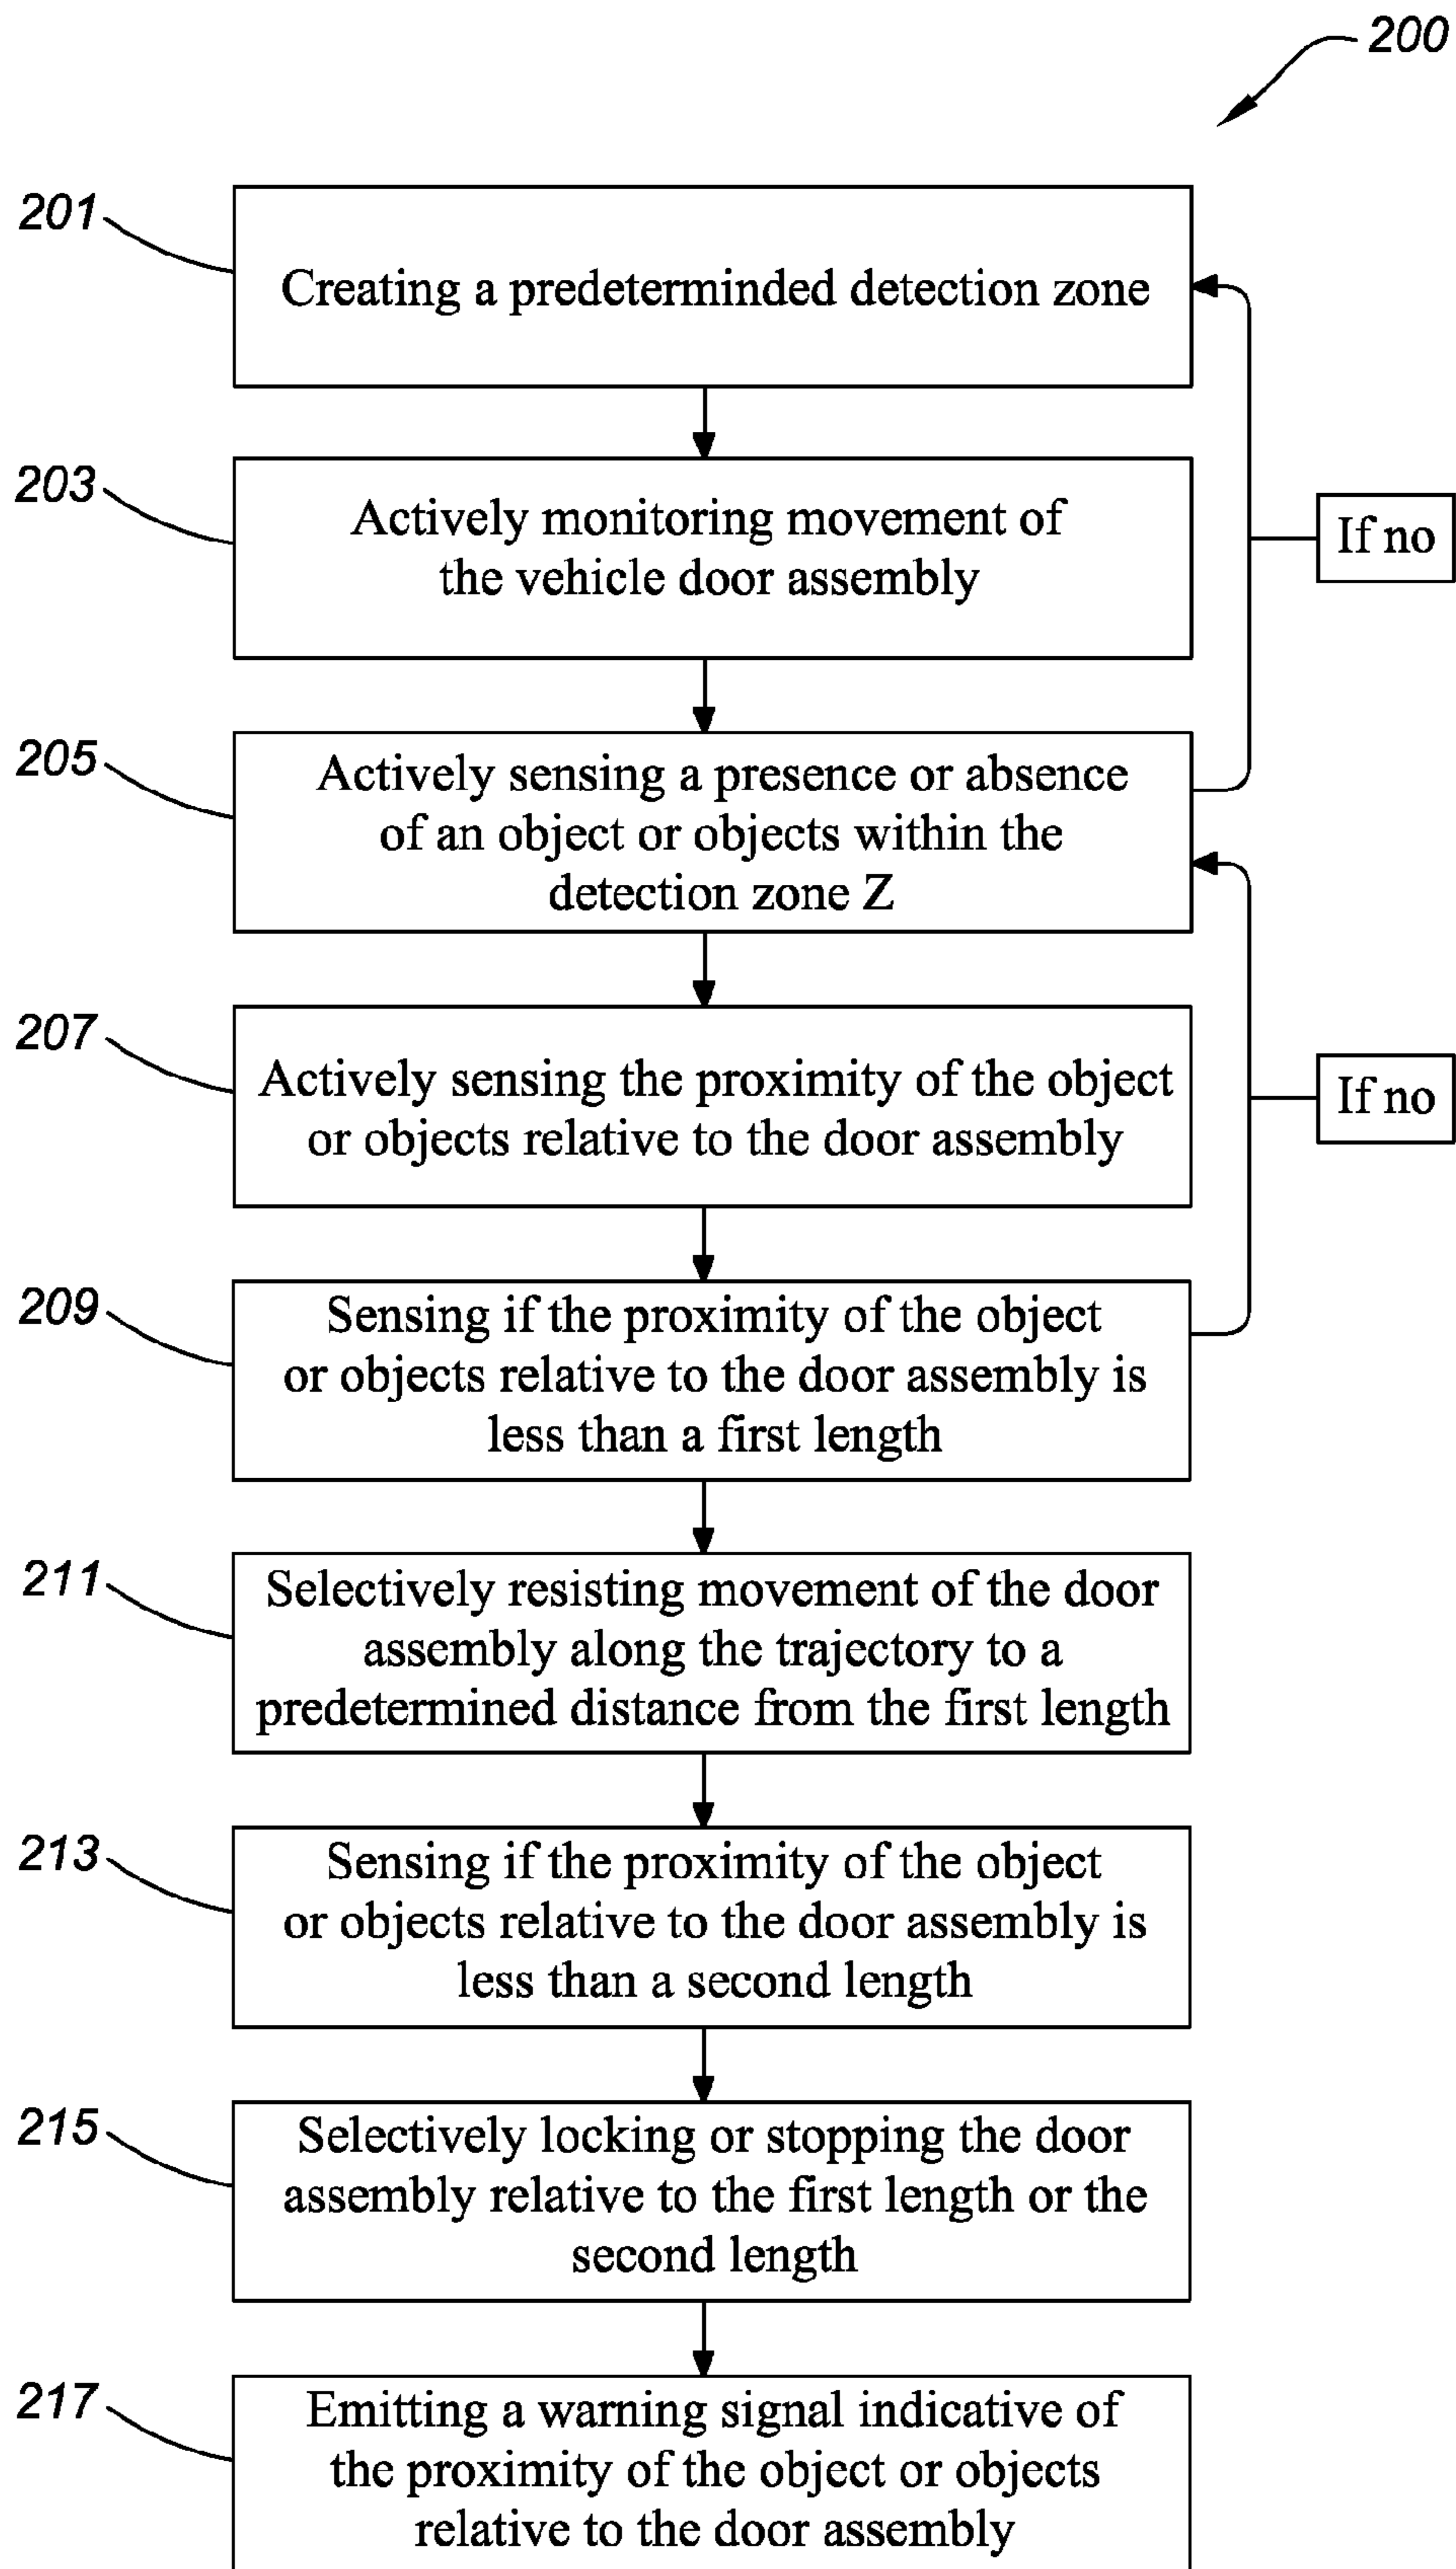 200
201
Creating a predeterminded detection zone
203
Actively monitoring movement of
the vehicle door assembly
If no
205
Actively sensing a presence or absence
of an object or objects within the
detection zone Z
207
Actively sensing the proximity of the object
or objects relative to the door assembly
If no
209
Sensing if the proximity of the object
or objects relative to the door assembly is
less than a first length
211
Selectively resisting movement of the door
assembly along the trajectory to a
predetermined distance from the first length
213
Sensing if the proximity of the object
or objects relative to the door assembly is
less than a second length
215
Selectively locking or stopping the door
assembly relative to the first length or the
second length
217
Emitting a warning signal indicative of
the proximity of the object or objects
relative to the door assembly